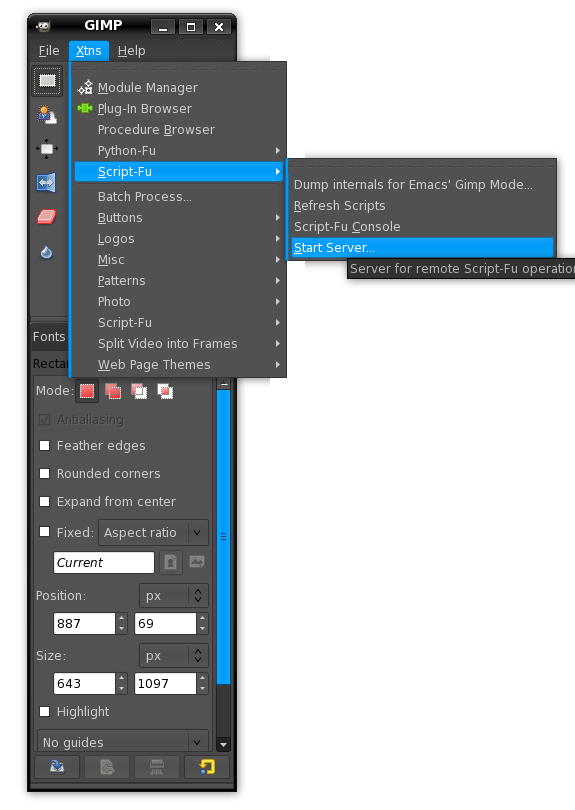 GIMP
File Xtns Help
Module Manager
Plug-In Browser
Procedure Browser
Python-Fu
Script-Fu
Batch Process...
Buttons
Logos
Misc
Patterns
Photo
Script-Fu
Split Video into Frames
Web Page Themes
Dump internals for Emacs' Gimp Mode...
Refresh Scripts
Script-Fu Console
Start Server...
Server for remote Script-Fu operation
Fonts
Mode:
Antialiasing
Feather edges
Rounded corners
Expand from center
Fixed: Aspect ratio
Current
Position: px
887 69
Size: px
643 1097
Highlight
No guides